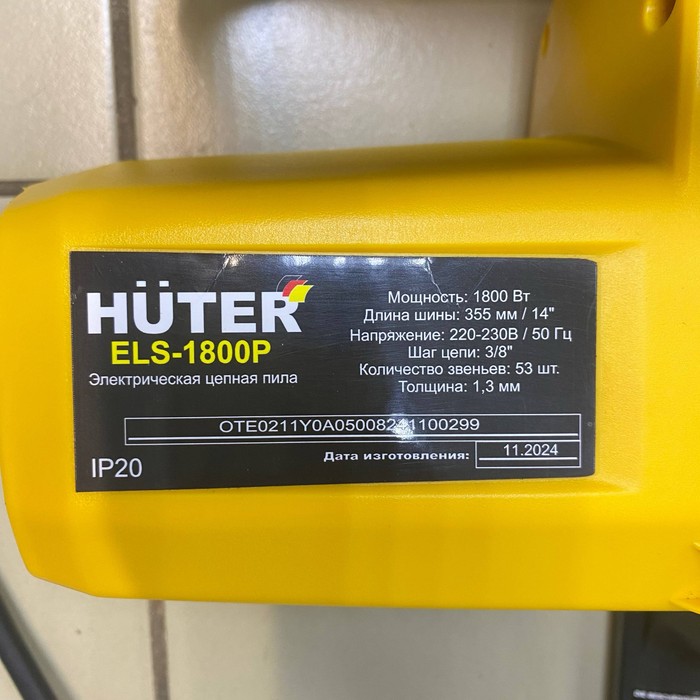 HÜTER
ELS-1800P
Электрическая цепная пила
Мощность: 1800 Вт
Длина шины: 355 мм / 14"
Напряжение: 220-230В / 50 Гц
Шаг цепи: 3/8"
Количество звеньев: 53 шт.
Толщина: 1,3 мм
Дата изготовления: 11.2024
IP20